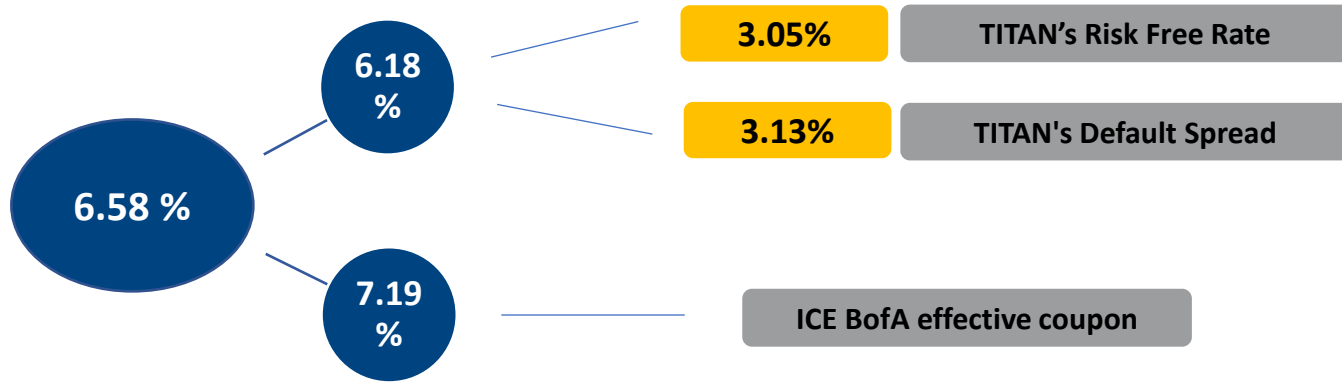 3.05%
TITAN’s Risk Free Rate
6.18
%
3.13%
TITAN's Default Spread
6.58 %
7.19
%
ICE BofA effective coupon